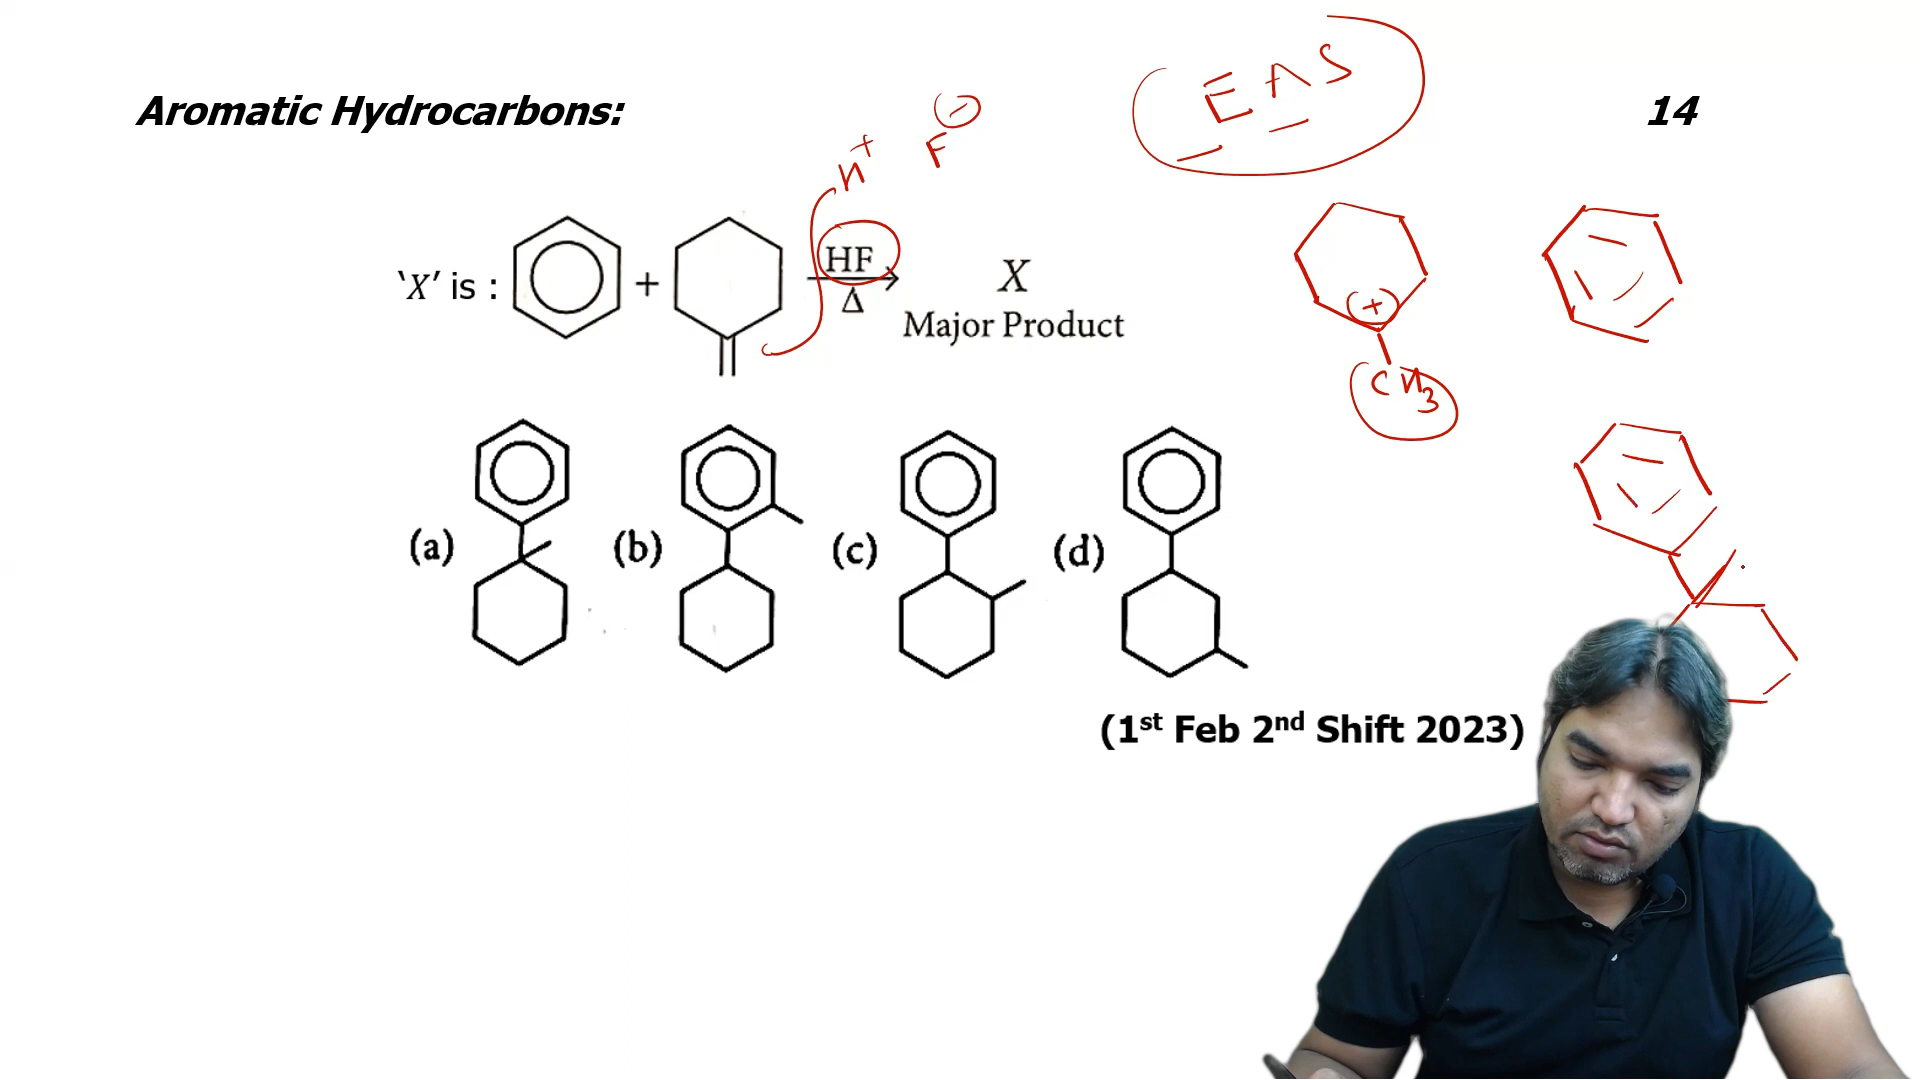 Aromatic Hydrocarbons:
14
EAS
H+
F
-
'X' is :
+
HF
Δ
X
Major Product
(+)
CH3
(a)
(b)
(c)
(d)
(1st Feb 2nd Shift 2023)